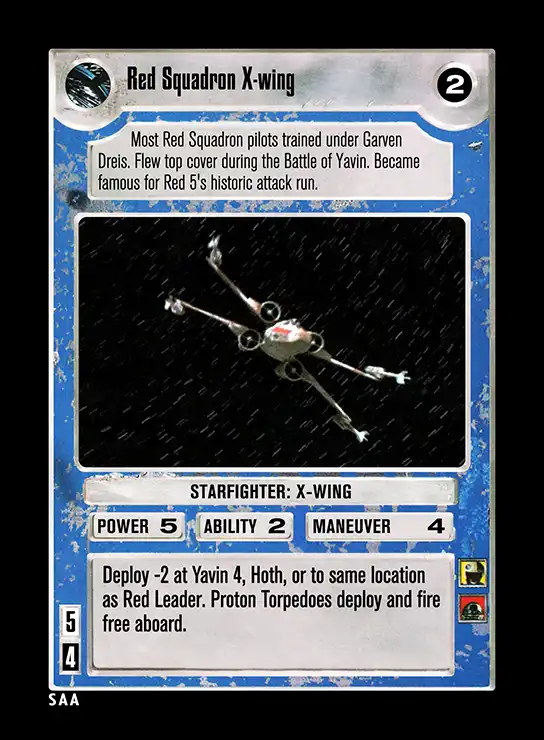 Red Squadron X-wing
2
Most Red Squadron pilots trained under Garven
Dreis. Flew top cover during the Battle of Yavin. Became
famous for Red 5's historic attack run.
STARFIGHTER: X-WING
POWER 5 ABILITY 2 MANEUVER 4
Deploy -2 at Yavin 4, Hoth, or to same location
as Red Leader. Proton Torpedoes deploy and fire
free aboard.
5
4
SAA